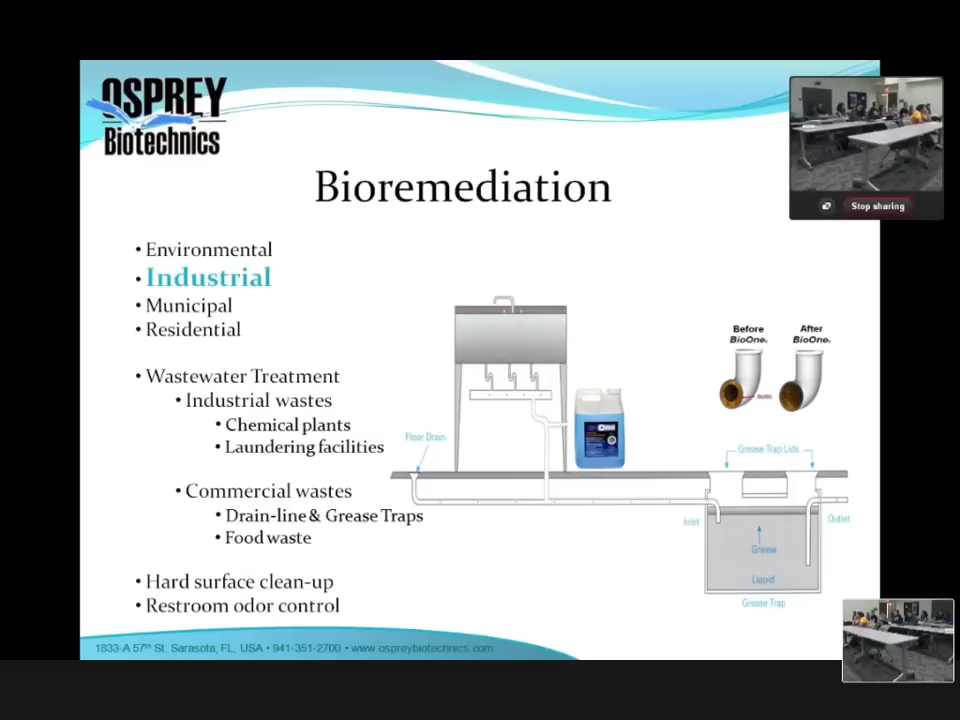 OSPREY
Biotechnics
Stop sharing
Bioremediation
• Environmental
• Industrial
• Municipal
• Residential
• Wastewater Treatment
• Industrial wastes
• Chemical plants
• Laundering facilities
• Commercial wastes
• Drain-line & Grease Traps
• Food waste
• Hard surface clean-up
• Restroom odor control
Before
BioOne.
After
BioOne.
Floor Drain
Grease Trap Lids
Inlet
Outlet
Grease
Liquid
Grease Trap
1833-A 57th St. Sarasota, FL, USA • 941-351-2700 • www.ospreybiotechnics.com